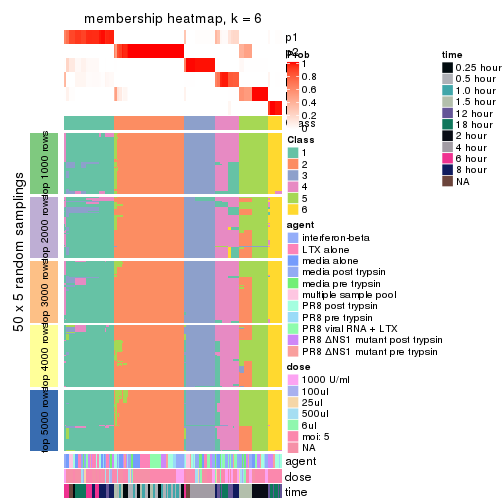 membership heatmap, k = 6
p1
p2
Prob
1
0.8
0.6
0.4
0.2
0
Class
1
2
3
4
5
6
agent
interferon-beta
LTX alone
media alone
media post trypsin
media pre trypsin
multiple sample pool
PR8 post trypsin
PR8 pre trypsin
PR8 viral RNA + LTX
PR8 ΔNS1 mutant post trypsin
PR8 ΔNS1 mutant pre trypsin
dose
1000 U/ml
100ul
25ul
500ul
6ul
moi: 5
NA
time
0.25 hour
0.5 hour
1.0 hour
1.5 hour
12 hour
18 hour
2 hour
4 hour
6 hour
8 hour
NA
50 x 5 random samplings
top 1000 rows
top 2000 rows
top 3000 rows
top 4000 rows
top 5000 rows
agent
dose
time